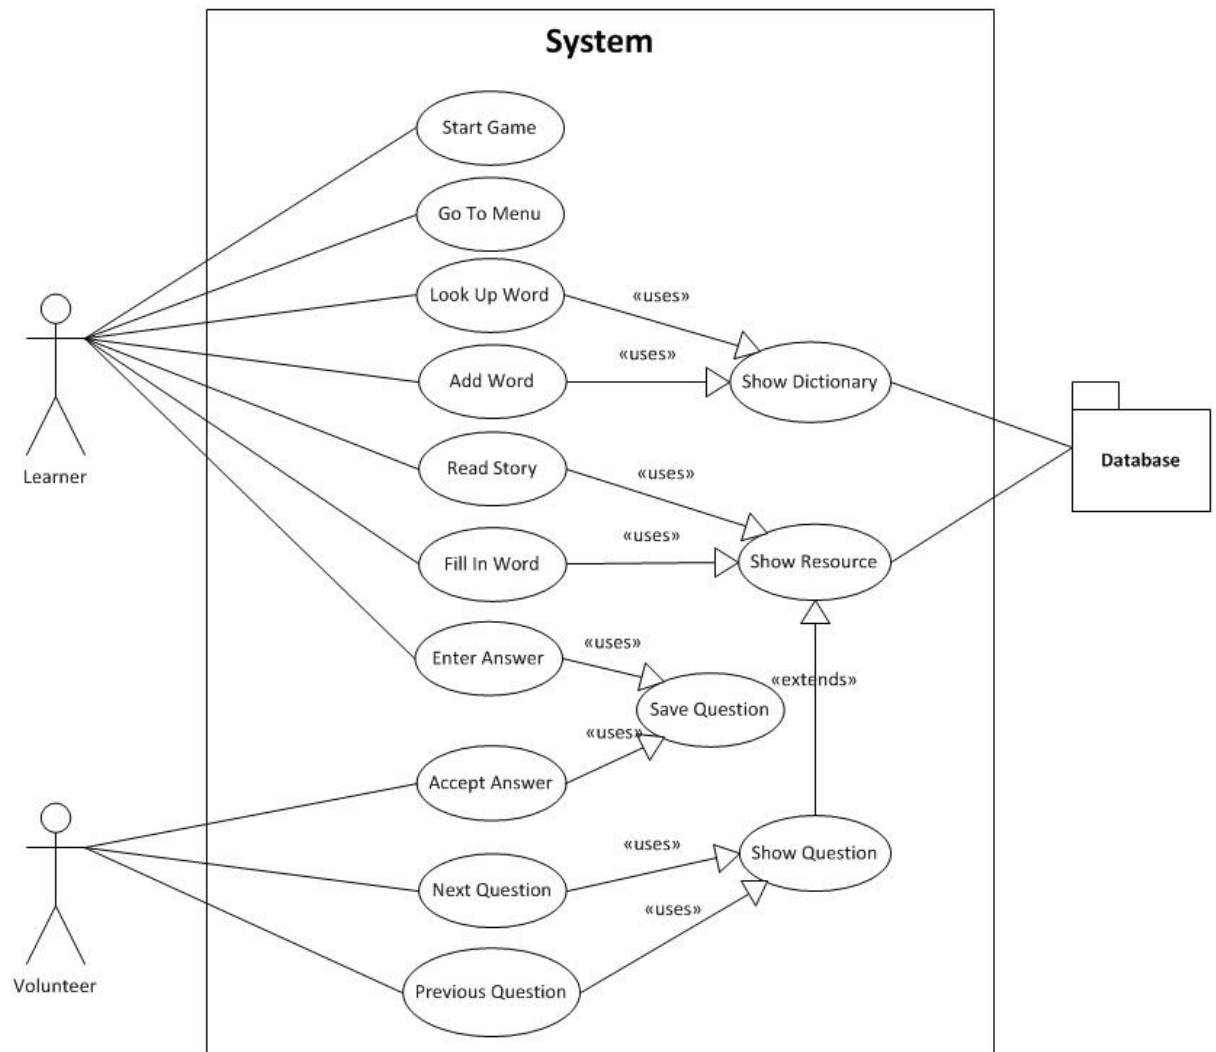 System
Start Game
Go To Menu
Look Up Word
«uses»
«uses»
Add Word
Show Dictionary
Database
Learner
Read Story
«uses»
«uses»
Fill In Word
Show Resource
Enter Answer
«uses»
«extends»
Save Question
«uses»
Accept Answer
«uses»
Show Question
Next Question
«uses»
Volunteer
Previous Question